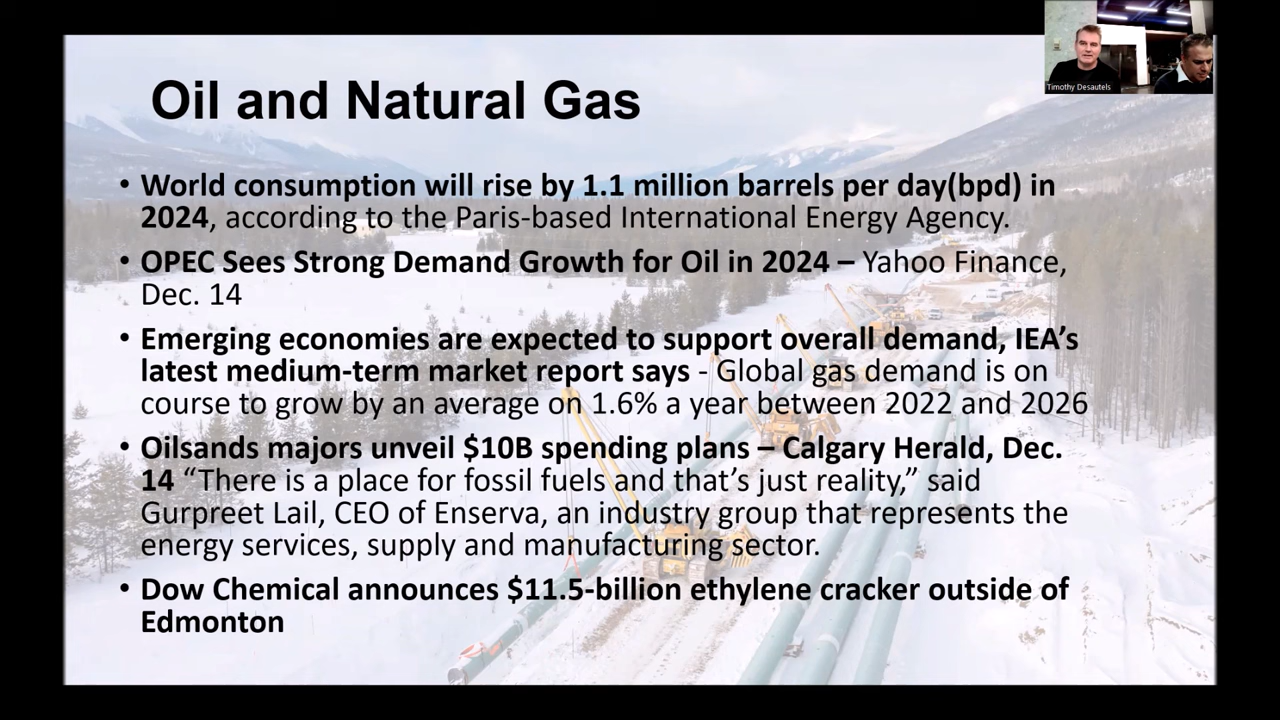 Oil and Natural Gas
• World consumption will rise by 1.1 million barrels per day(bpd) in
2024, according to the Paris-based International Energy Agency.
• OPEC Sees Strong Demand Growth for Oil in 2024 – Yahoo Finance,
Dec. 14
• Emerging economies are expected to support overall demand, IEA’s
latest medium-term market report says - Global gas demand is on
course to grow by an average on 1.6% a year between 2022 and 2026
• Oilsands majors unveil $10B spending plans – Calgary Herald, Dec.
14 “There is a place for fossil fuels and that’s just reality,” said
Gurpreet Lail, CEO of Enserva, an industry group that represents the
energy services, supply and manufacturing sector.
• Dow Chemical announces $11.5-billion ethylene cracker outside of
Edmonton
Timothy Desautels